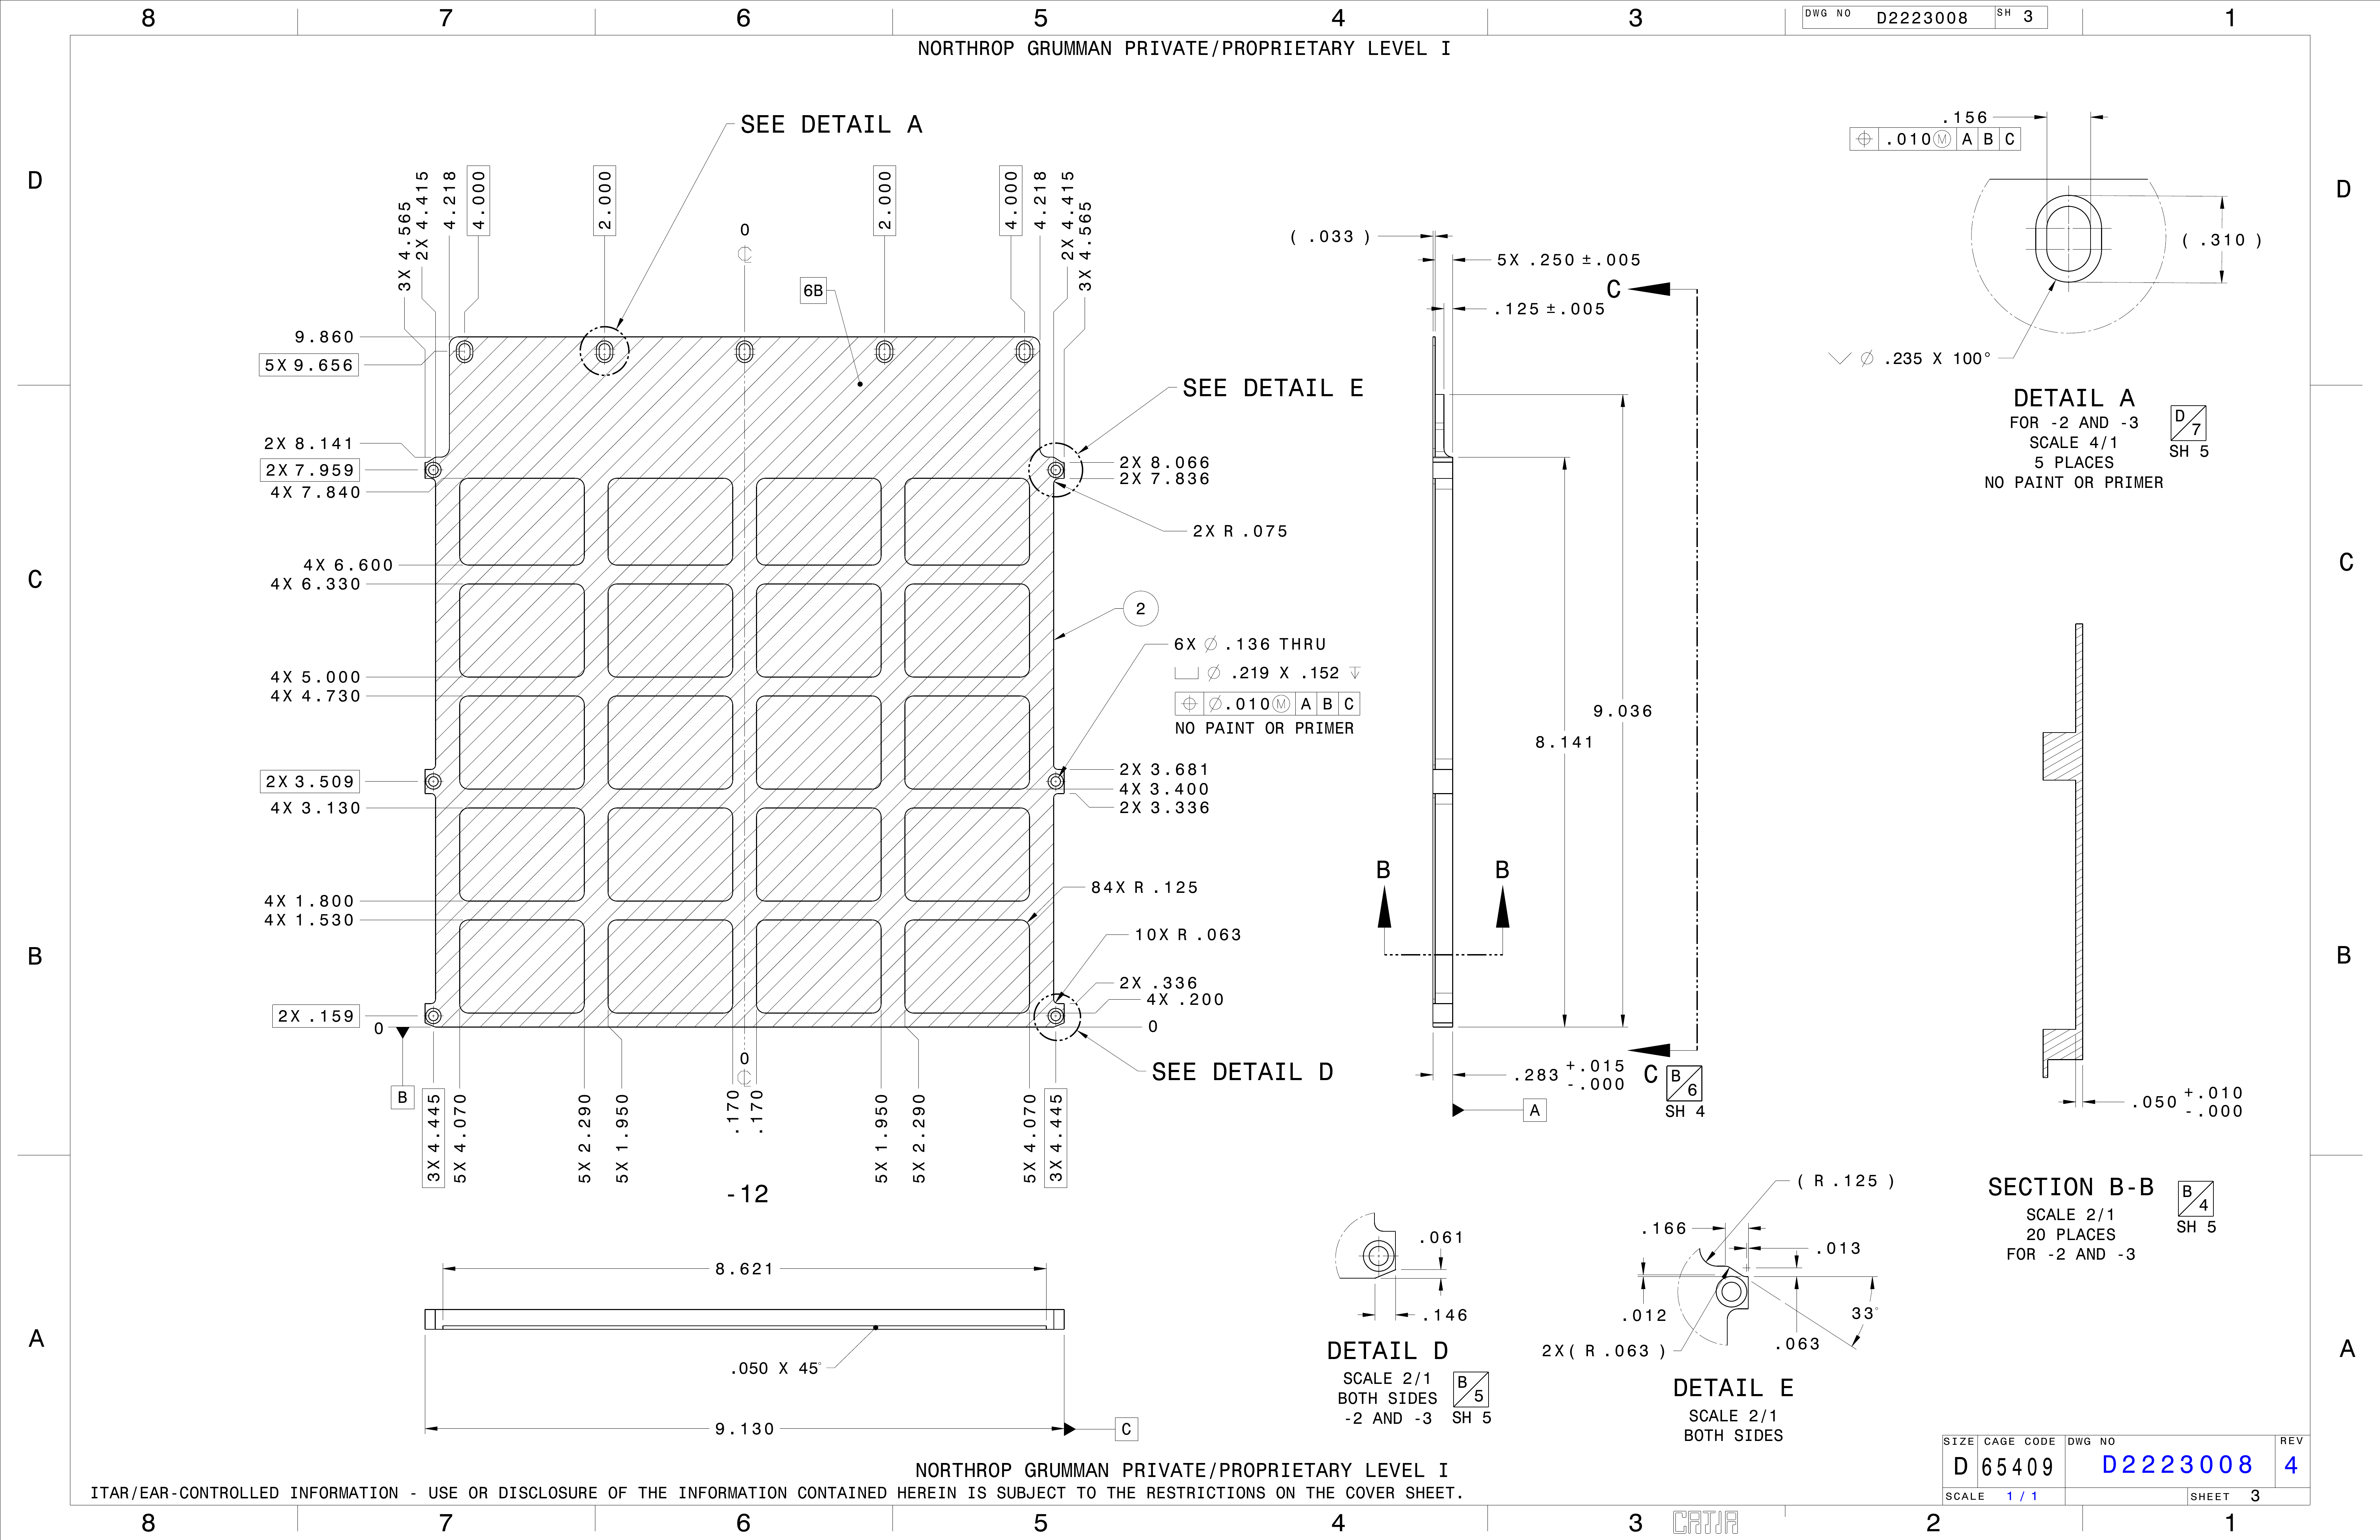 8 7 6 5 4 3 1
DWG NO D2223008 SH 3
NORTHROP GRUMMAN PRIVATE/PROPRIETARY LEVEL I
D
D
C
C
B
B
A
A
SEE DETAIL A
3X 4.565
2X 4.415
4.218
4.000
2.000
0
2.000
4.000
4.218
2X 4.415
3X 4.565
6B
9.860
5X 9.656
2X 8.141
2X 7.959
4X 7.840
4X 6.600
4X 6.330
4X 5.000
4X 4.730
2X 3.509
4X 3.130
4X 1.800
4X 1.530
2X .159
0
B
SEE DETAIL E
2X 8.066
2X 7.836
2X R .075
2
6X ∅ .136 THRU
⌴ ∅ .219 X .152 ↧
⌖ ∅.010Ⓜ A B C
NO PAINT OR PRIMER
2X 3.681
4X 3.400
2X 3.336
84X R .125
10X R .063
2X .336
4X .200
0
SEE DETAIL D
3X 4.445
5X 4.070
5X 2.290
5X 1.950
0
.170
.170
5X 1.950
5X 2.290
5X 4.070
3X 4.445
-12
8.621
.050 X 45°
9.130
C
( .033 )
5X .250 ±.005
C
.125 ±.005
9.036
8.141
B B
.283 +.015 -.000
C B/6
SH 4
A
.156
⌖ .010Ⓜ A B C
( .310 )
⌵ ∅ .235 X 100°
DETAIL A
FOR -2 AND -3
SCALE 4/1
5 PLACES
NO PAINT OR PRIMER
D/7
SH 5
.050 +.010 -.000
SECTION B-B
SCALE 2/1
20 PLACES
FOR -2 AND -3
B/4
SH 5
.061
.146
DETAIL D
SCALE 2/1
BOTH SIDES
-2 AND -3
B/5
SH 5
( R .125 )
.166
.013
.012
33°
.063
2X( R .063 )
DETAIL E
SCALE 2/1
BOTH SIDES
NORTHROP GRUMMAN PRIVATE/PROPRIETARY LEVEL I
ITAR/EAR-CONTROLLED INFORMATION - USE OR DISCLOSURE OF THE INFORMATION CONTAINED HEREIN IS SUBJECT TO THE RESTRICTIONS ON THE COVER SHEET.
SIZE CAGE CODE DWG NO REV
D 65409 D2223008 4
SCALE 1 / 1 SHEET 3
8 7 6 5 4 3 CATIA 2 1